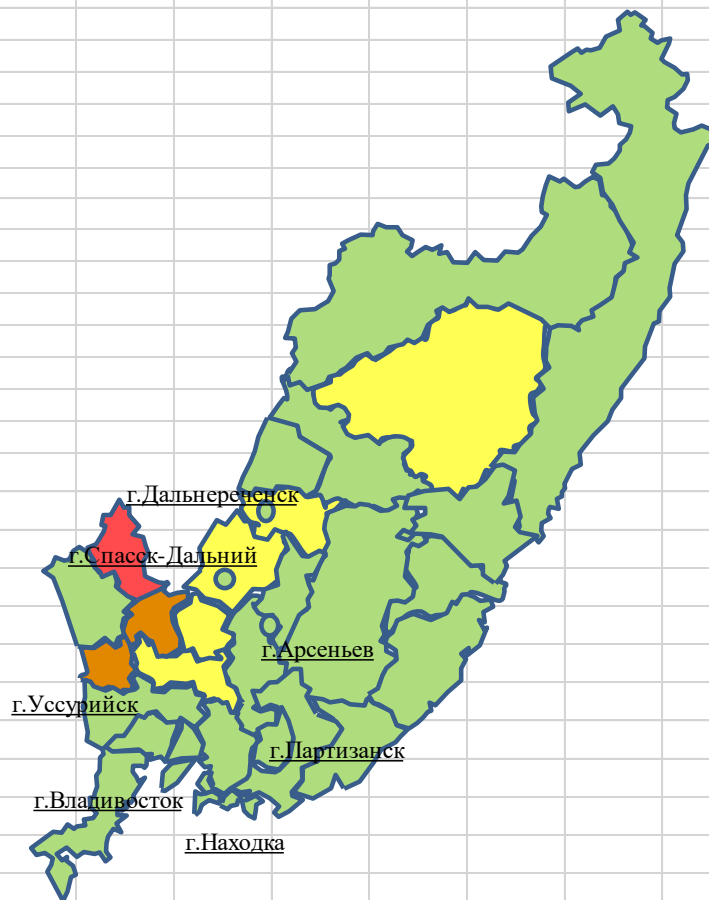 г.Дальнереченск
г.Спасск-Дальний
г.Арсеньев
г.Уссурийск
г.Партизанск
г.Владивосток
г.Находка